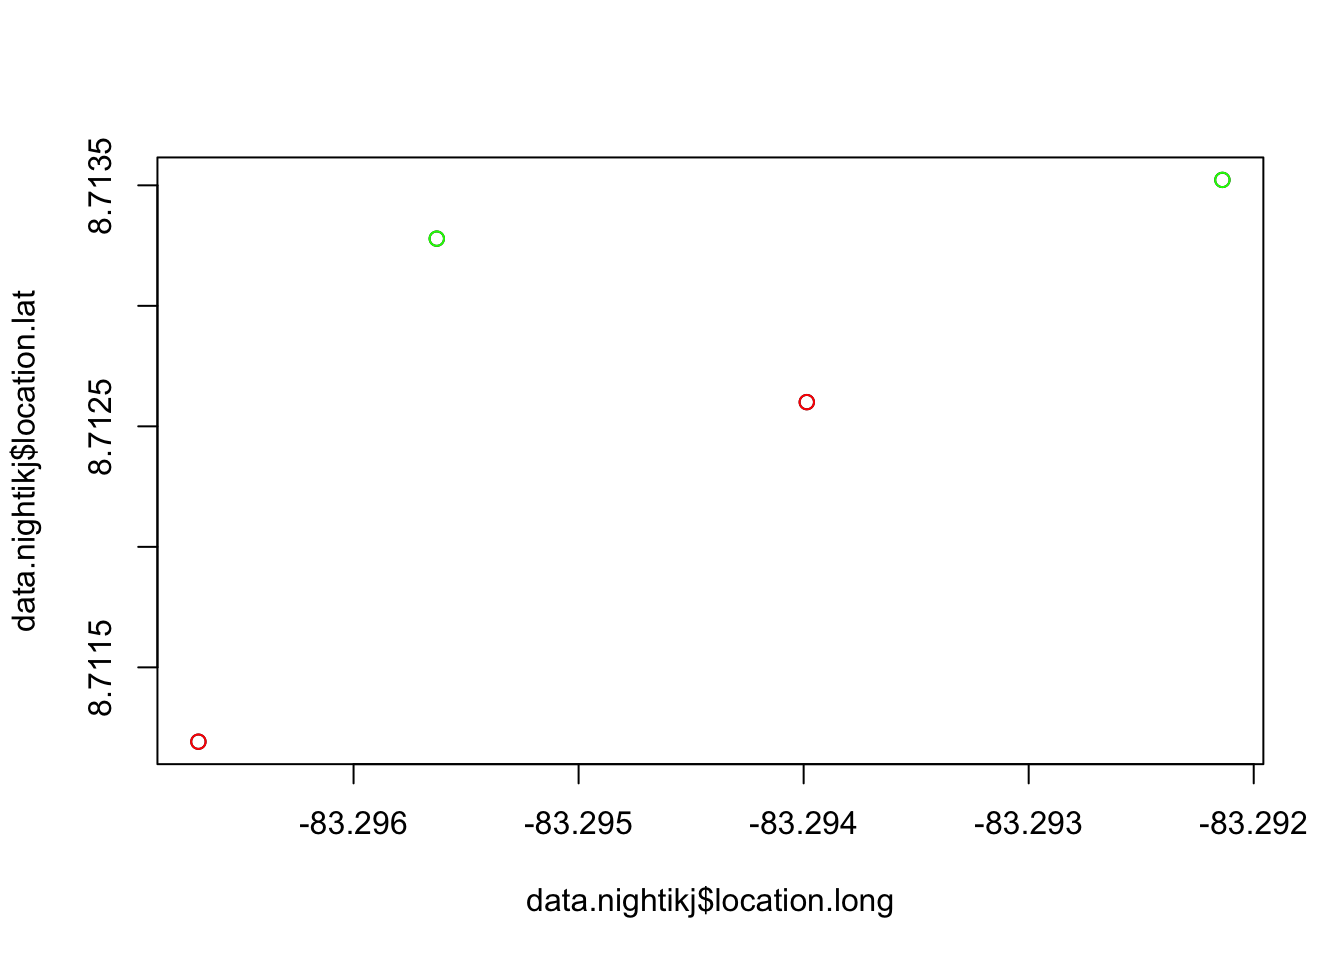 data.nightikj$location.lat
8.7135
8.7125
8.7115
-83.296 -83.295 -83.294 -83.293 -83.292
data.nightikj$location.long